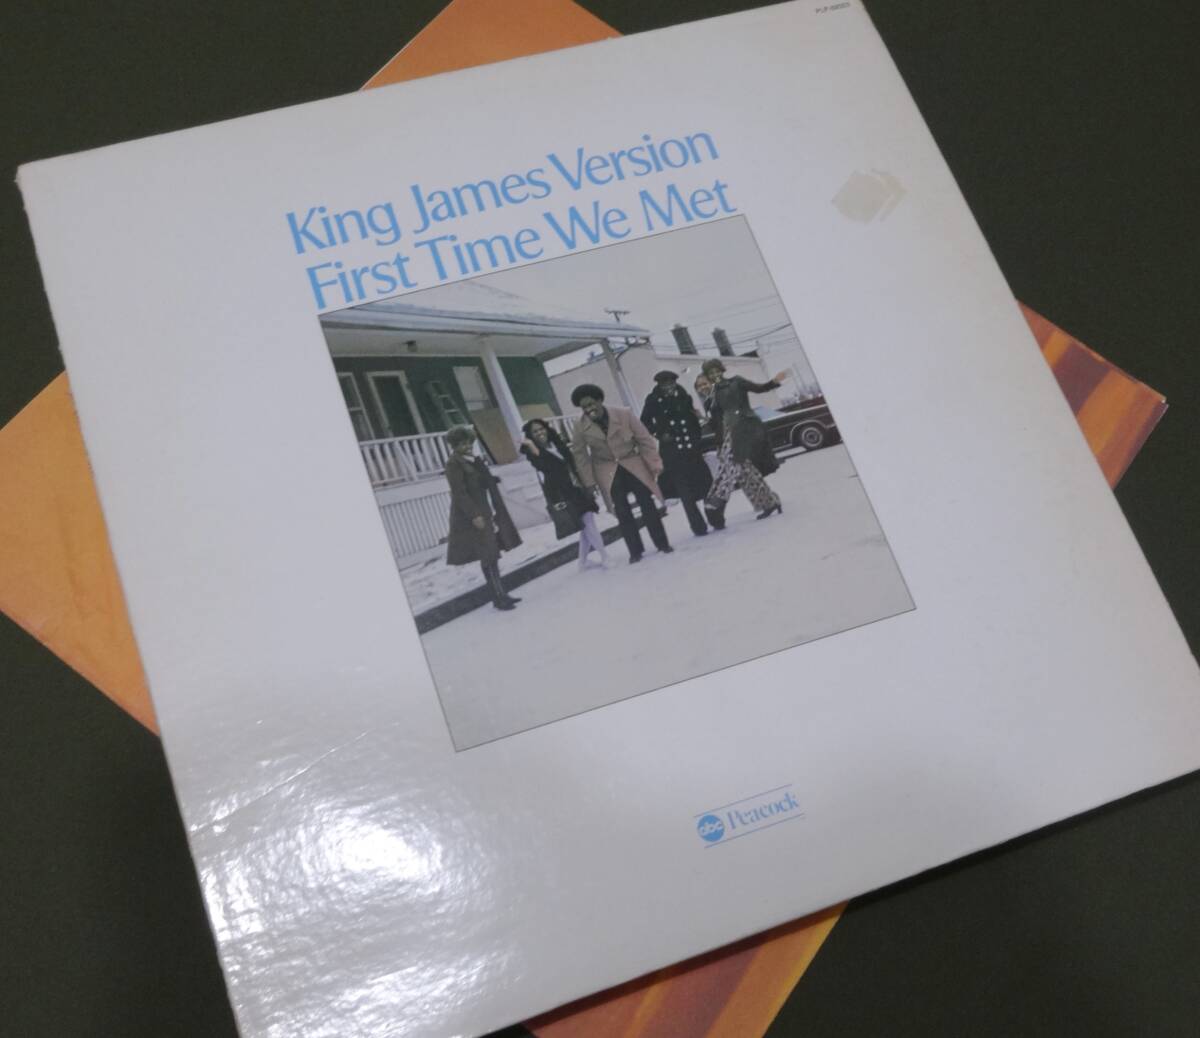 King James Version
First Time We Met
abc Peacock